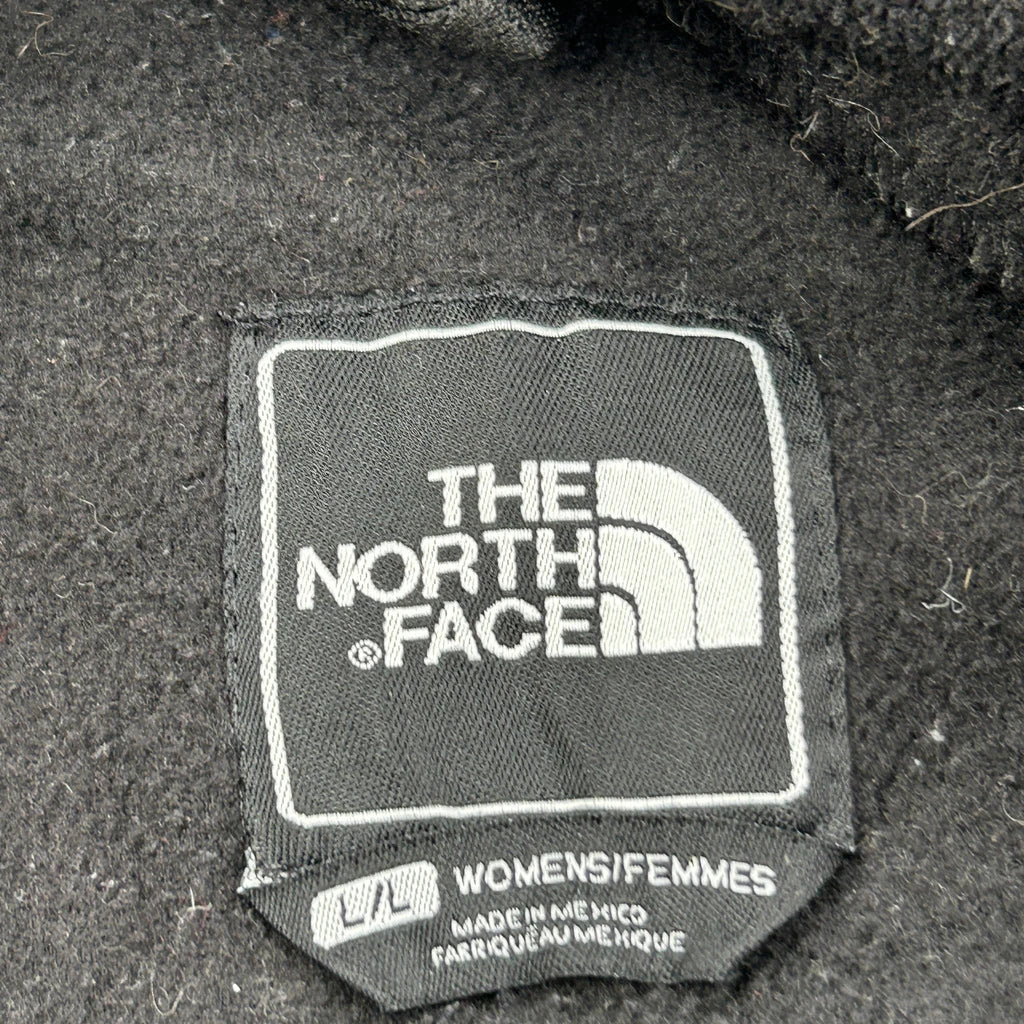 THE
NORTH
®FACE
L/L WOMENS/FEMMES
MADE IN MEXICO
FABRIQUÉ AU MEXIQUE